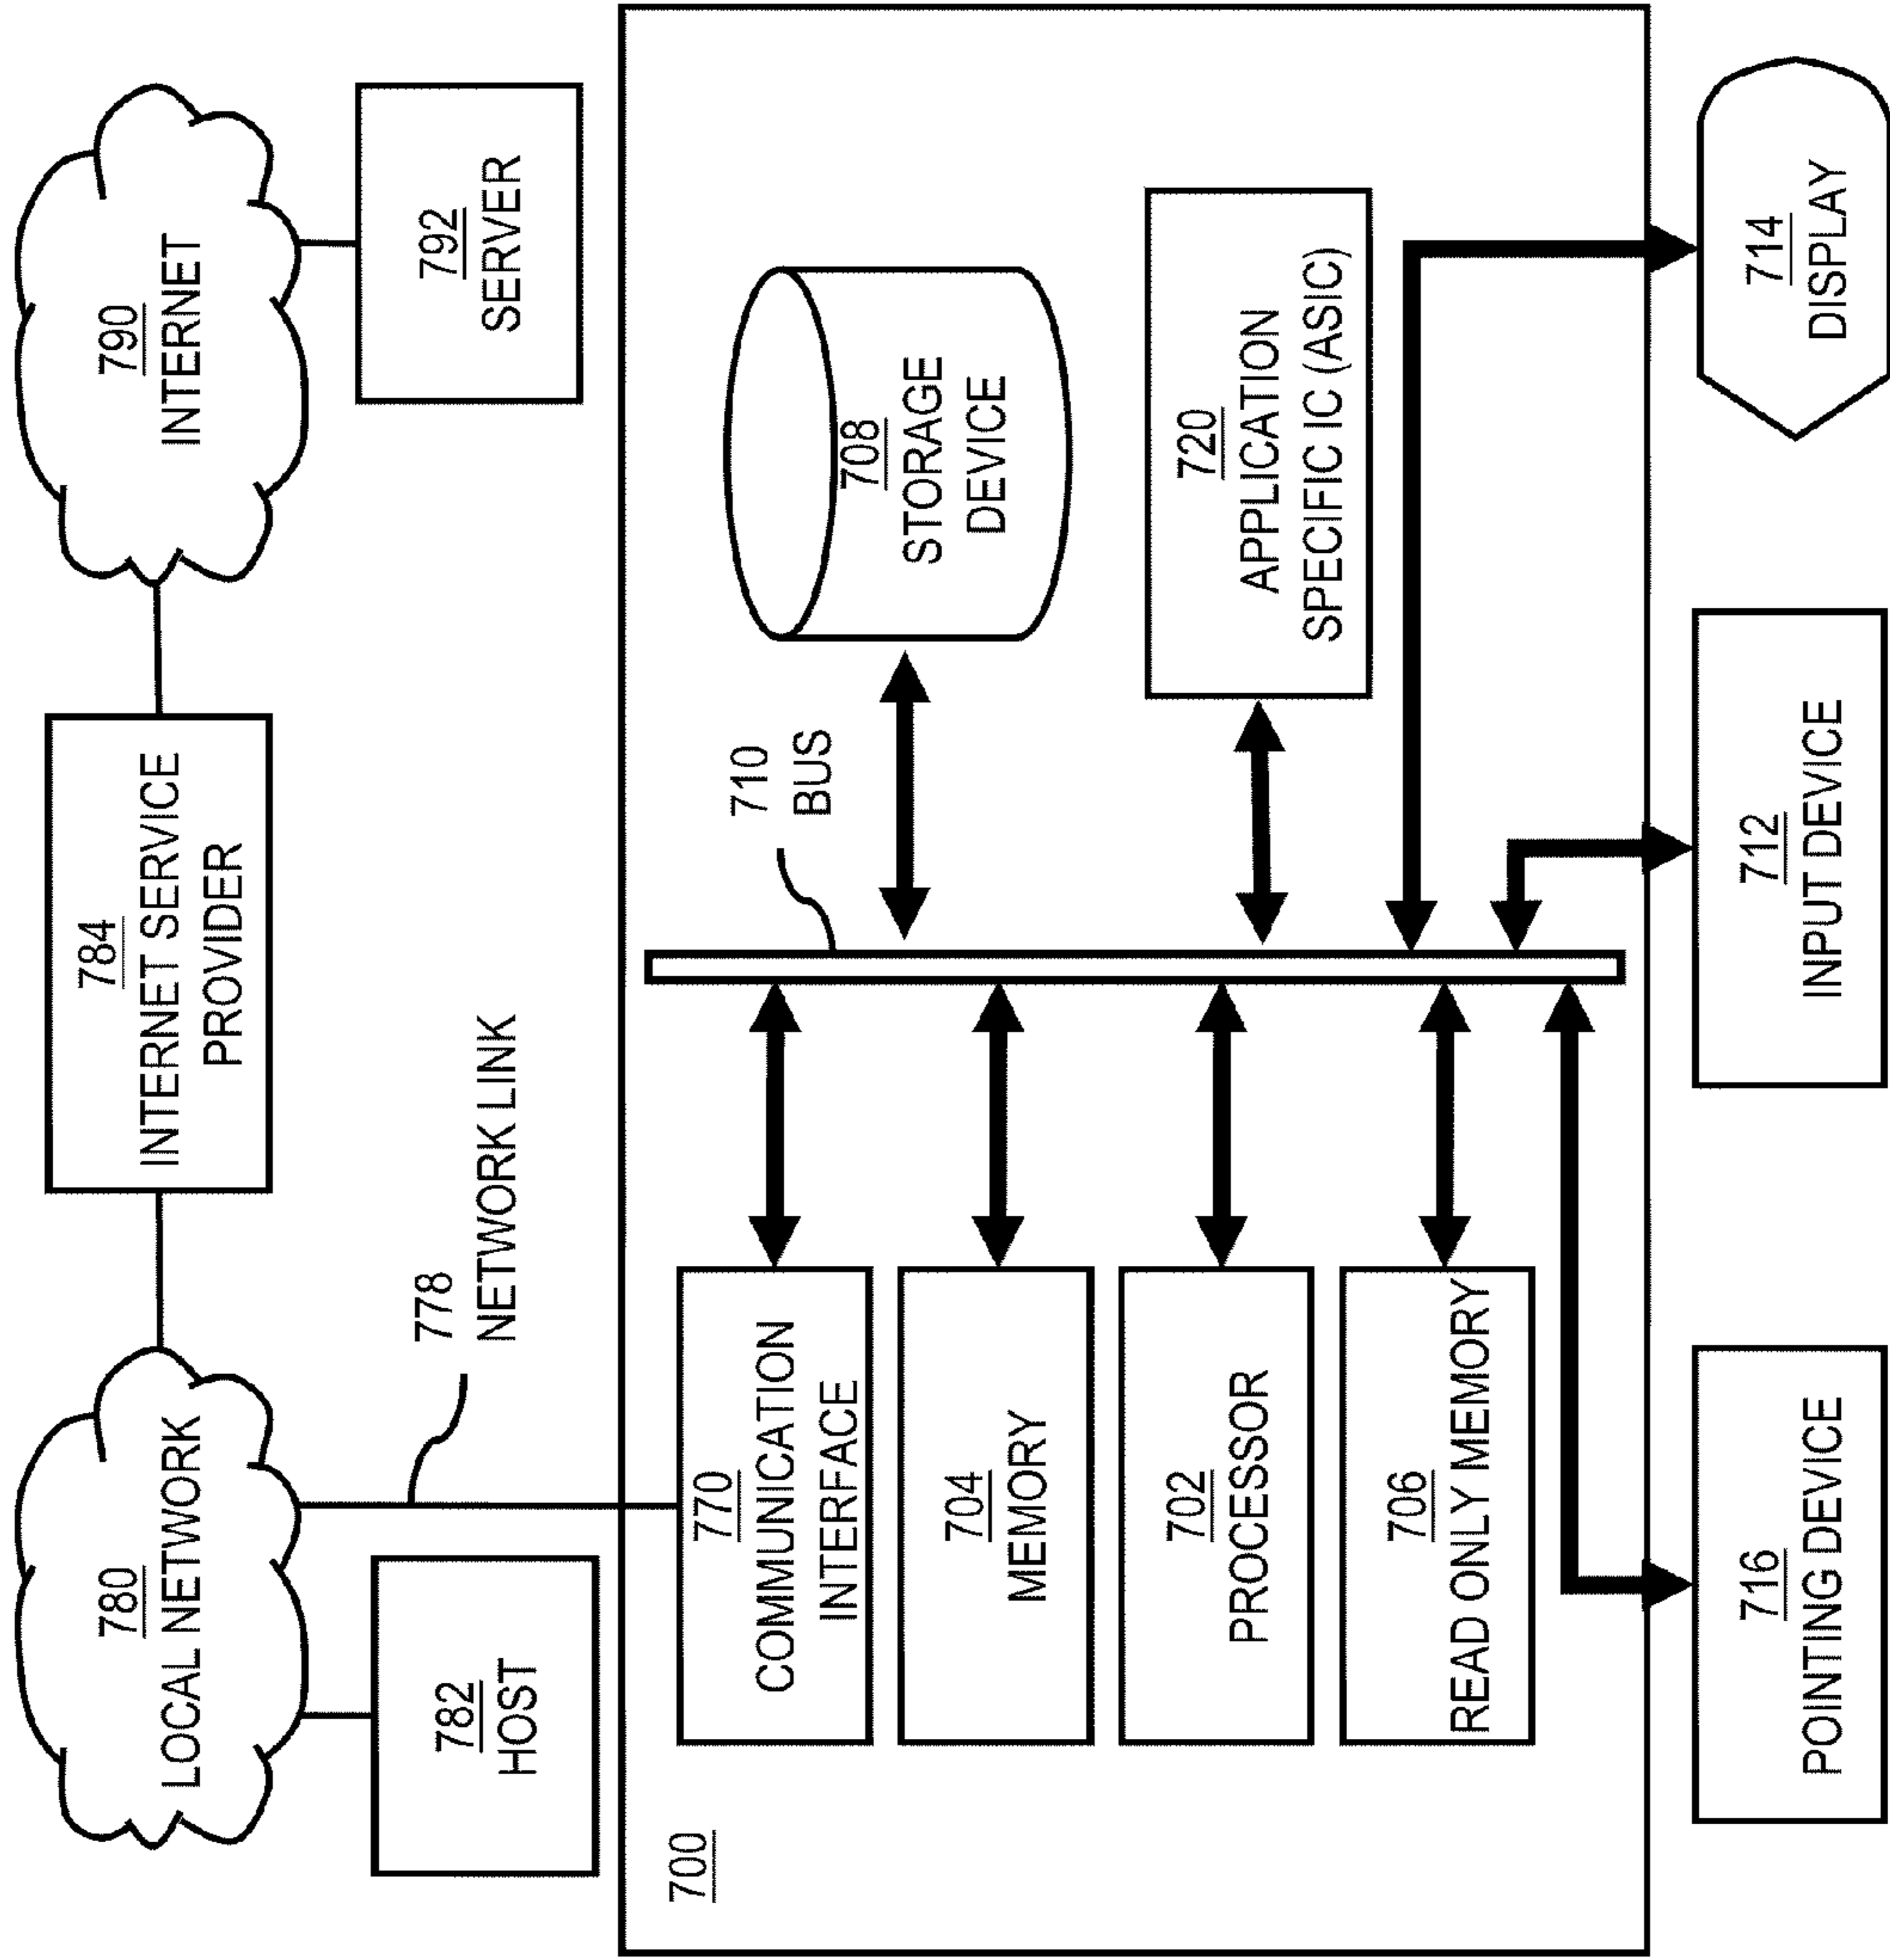 780
LOCAL NETWORK
784
INTERNET SERVICE
PROVIDER
790
INTERNET
782
HOST
778
NETWORK LINK
792
SERVER
700
770
COMMUNICATION
INTERFACE
710
BUS
708
STORAGE
DEVICE
704
MEMORY
702
PROCESSOR
720
APPLICATION
SPECIFIC IC (ASIC)
706
READ ONLY MEMORY
716
POINTING DEVICE
712
INPUT DEVICE
714
DISPLAY